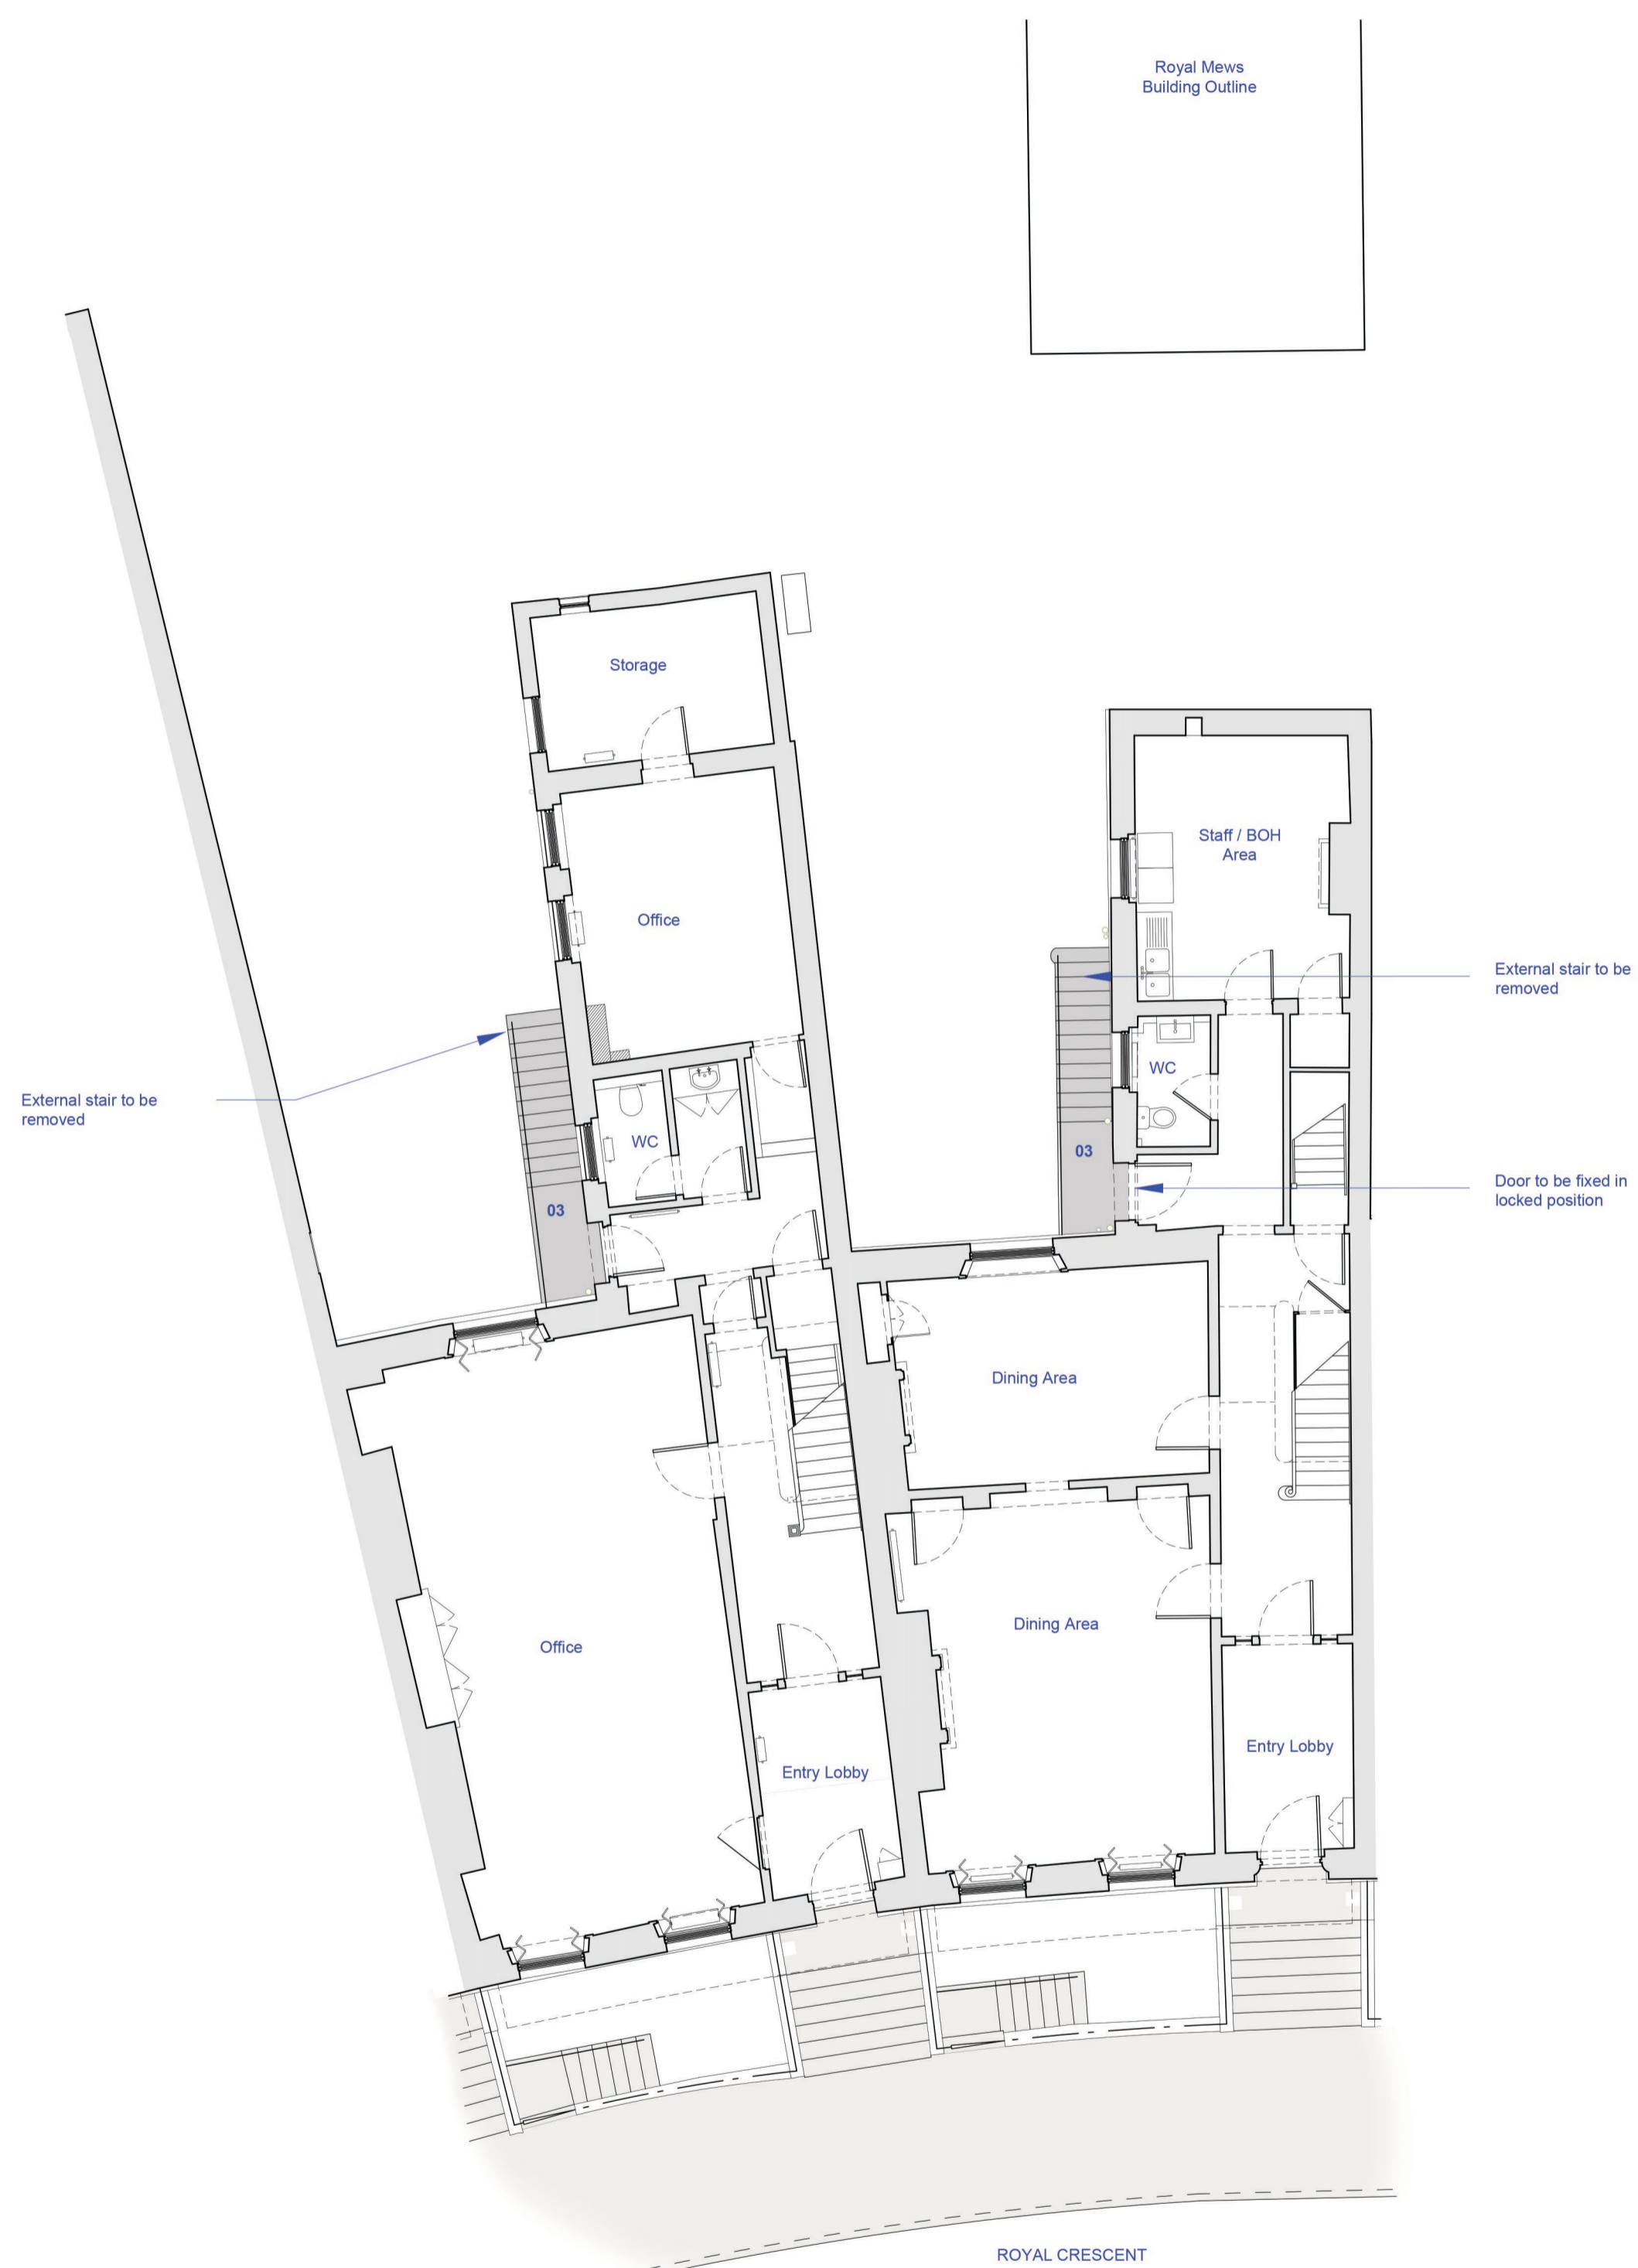 Royal Mews
Building Outline
Storage
Staff / BOH
Area
Office
External stair to be
removed
WC
External stair to be
removed
WC
03
Door to be fixed in
locked position
03
Dining Area
Dining Area
Office
Entry Lobby
Entry Lobby
ROYAL CRESCENT